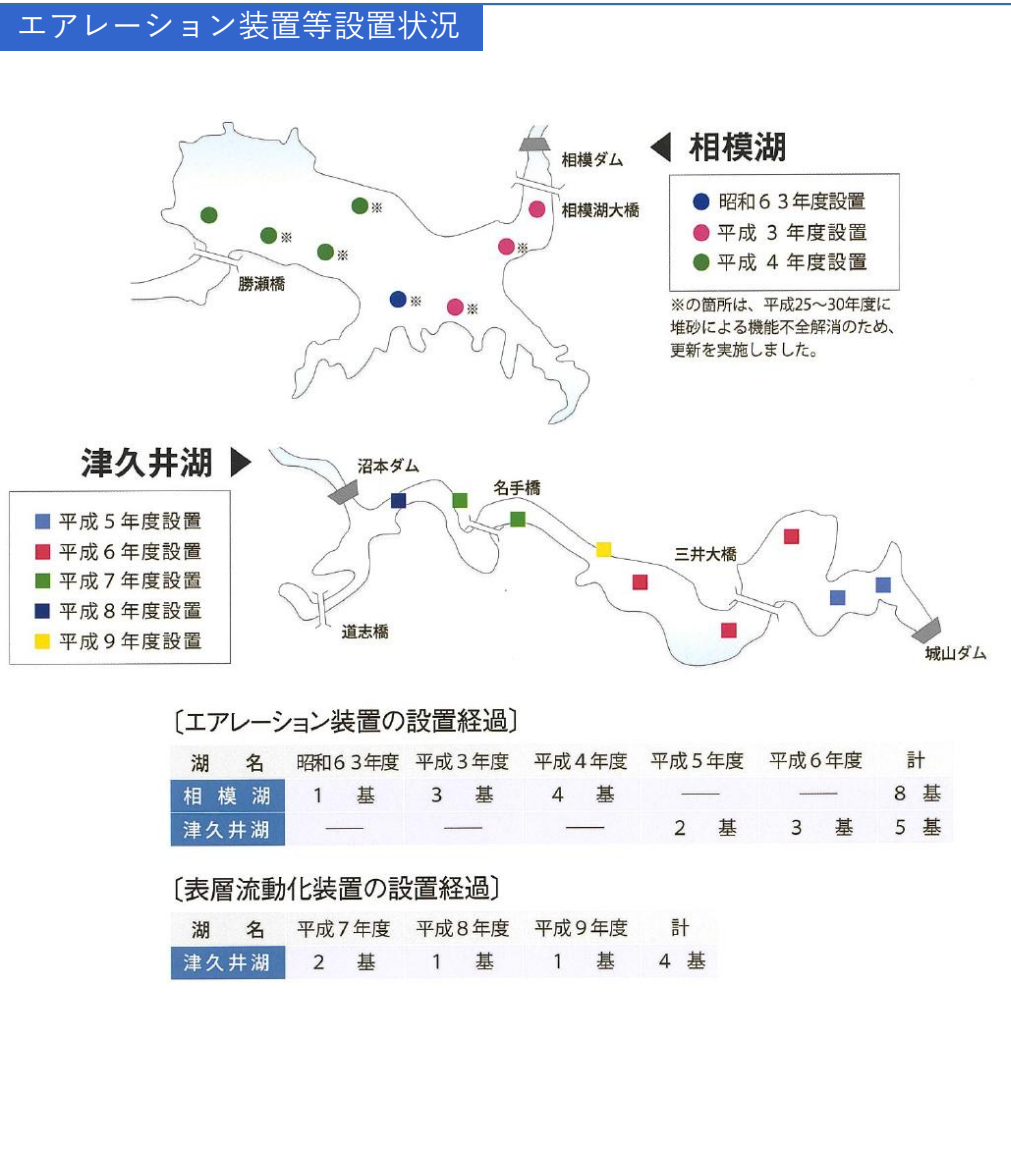 エアレーション装置等設置状況
相模ダム
◀ 相模湖
相模湖大橋
昭和63年度設置
平成 3 年度設置
平成 4 年度設置
※
※
※
※
※
※
勝瀬橋
※の箇所は、平成25～30年度に
堆砂による機能不全解消のため、
更新を実施しました。
津久井湖 ▶
沼本ダム
名手橋
平成5年度設置
平成6年度設置
平成7年度設置
平成8年度設置
平成9年度設置
三井大橋
道志橋
城山ダム
〔エアレーション装置の設置経過〕
湖 名 昭和63年度 平成3年度 平成4年度 平成5年度 平成6年度 計
相模湖 1 基 3 基 4 基 ― ― 8 基
津久井湖 ― ― ― 2 基 3 基 5 基
〔表層流動化装置の設置経過〕
湖 名 平成7年度 平成8年度 平成9年度 計
津久井湖 2 基 1 基 1 基 4 基